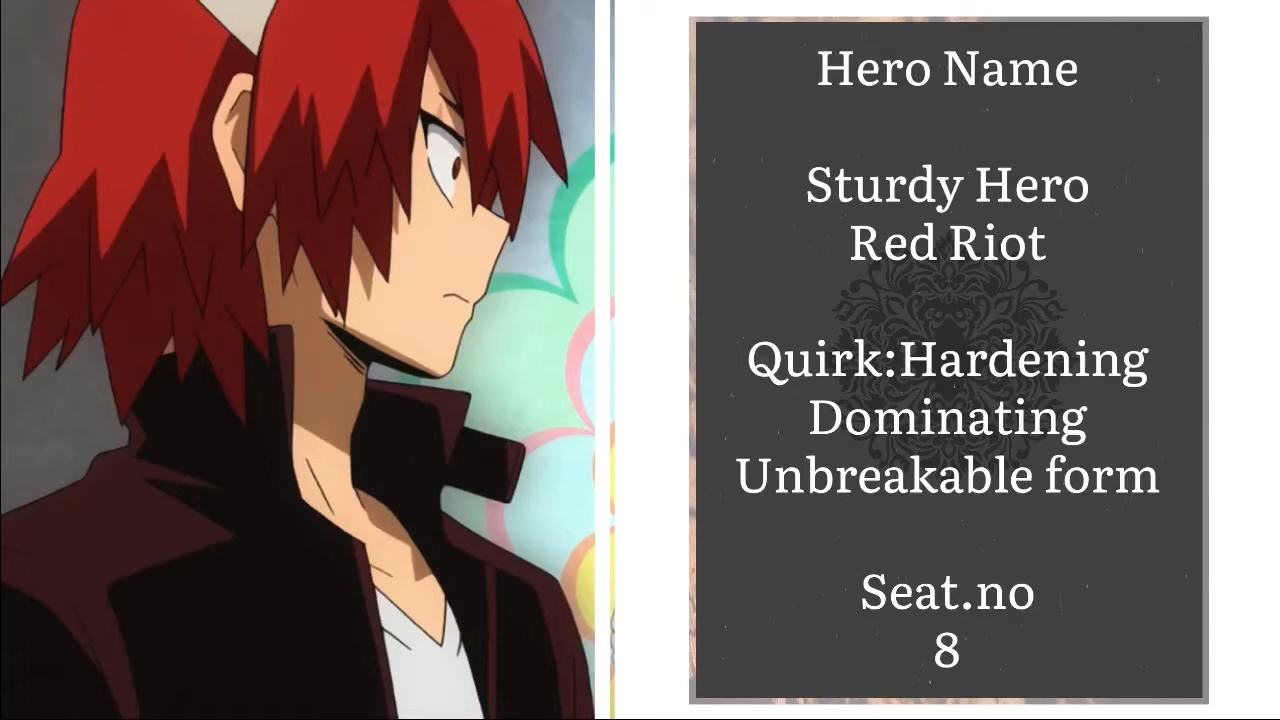 Hero Name
Sturdy Hero
Red Riot
Quirk:Hardening
Dominating
Unbreakable form
Seat.no
8